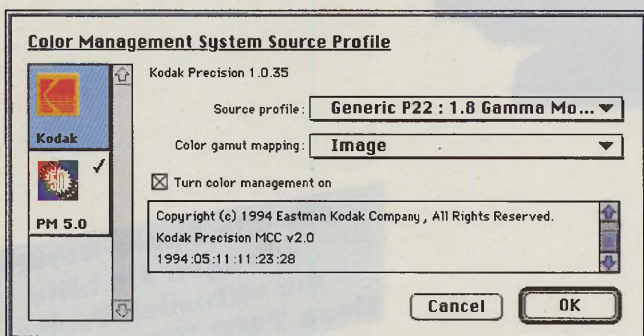 Color Management System Source Profile
Kodak Precision 1.0.35
Source profile: Generic P22 : 1.8 Gamma Mo...
Color gamut mapping: Image
Kodak
Turn color management on
PM 5.0
Copyright (c) 1994 Eastman Kodak Company, All Rights Reserved.
Kodak Precision MCC v2.0
1994:05:11:11:23:28
Cancel
OK